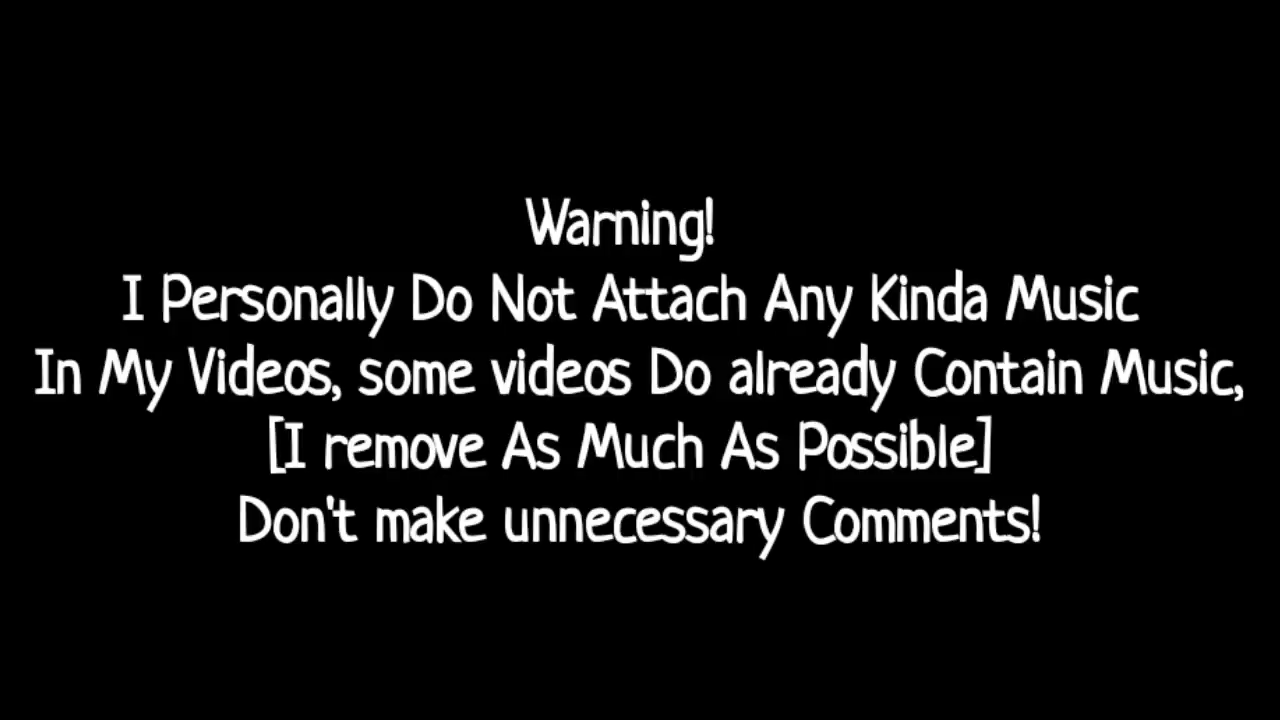 Warning!
I Personally Do Not Attach Any Kinda Music
In My Videos, some videos Do already Contain Music,
[I remove As Much As Possible]
Don't make unnecessary Comments!